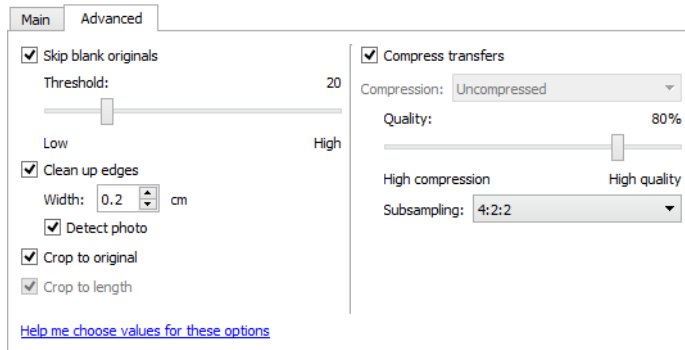 Main Advanced
Skip blank originals
Threshold: 20
Low High
Clean up edges
Width: 0.2 cm
Detect photo
Crop to original
Crop to length
Help me choose values for these options
Compress transfers
Compression: Uncompressed
Quality: 80%
High compression High quality
Subsampling: 4:2:2